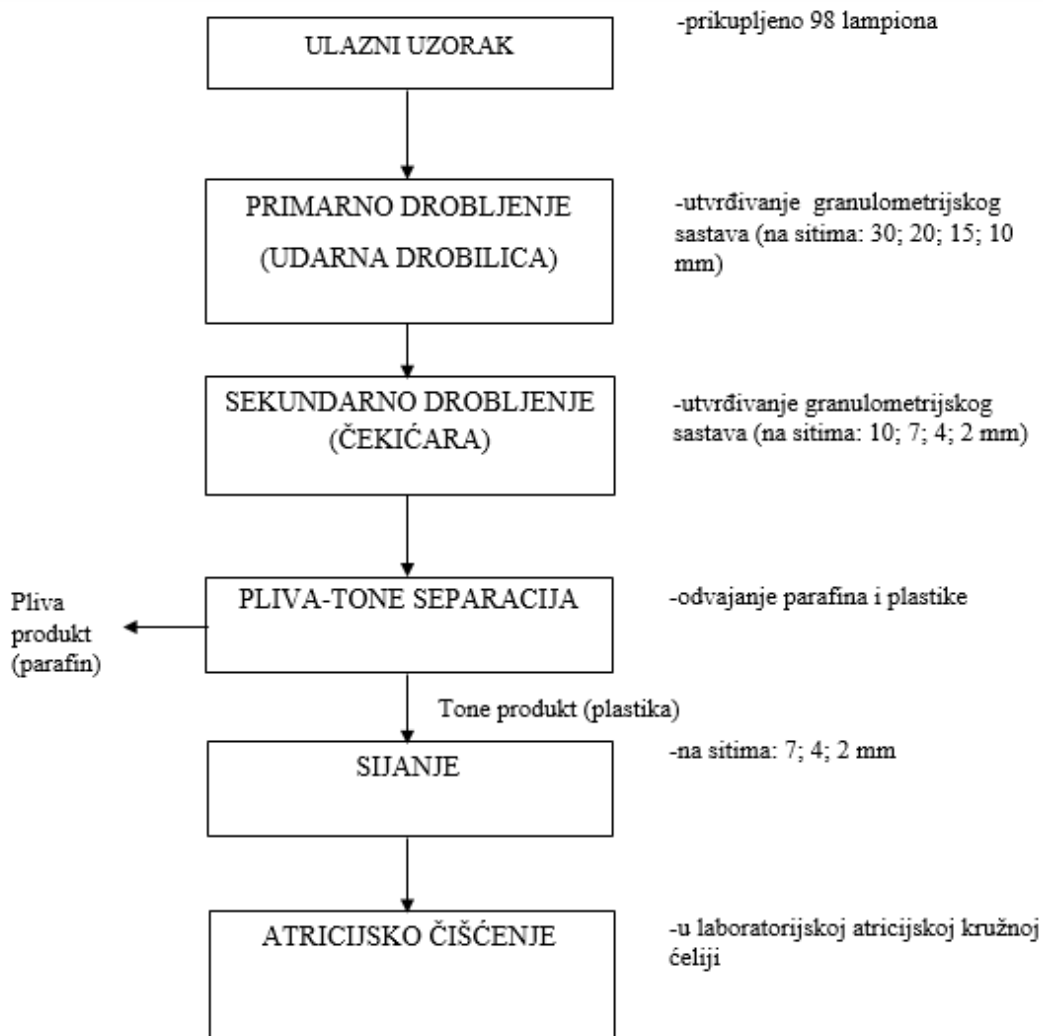 ULAZNI UZORAK
-prikupljeno 98 lampiona
PRIMARNO DROBLJENJE
(UDARNA DROBILICA)
-utvrđivanje granulometrijskog
sastava (na sitima: 30; 20; 15; 10
mm)
SEKUNDARNO DROBLJENJE
(ČEKIĆARA)
-utvrđivanje granulometrijskog
sastava (na sitima: 10; 7; 4; 2 mm)
PLIVA-TONE SEPARACIJA
-odvajanje parafina i plastike
Pliva
produkt
(parafin)
Tone produkt (plastika)
SIJANJE
-na sitima: 7; 4; 2 mm
ATRICIJSKO ČIŠĆENJE
-u laboratorijskoj atricijskoj kružnoj
ćeliji